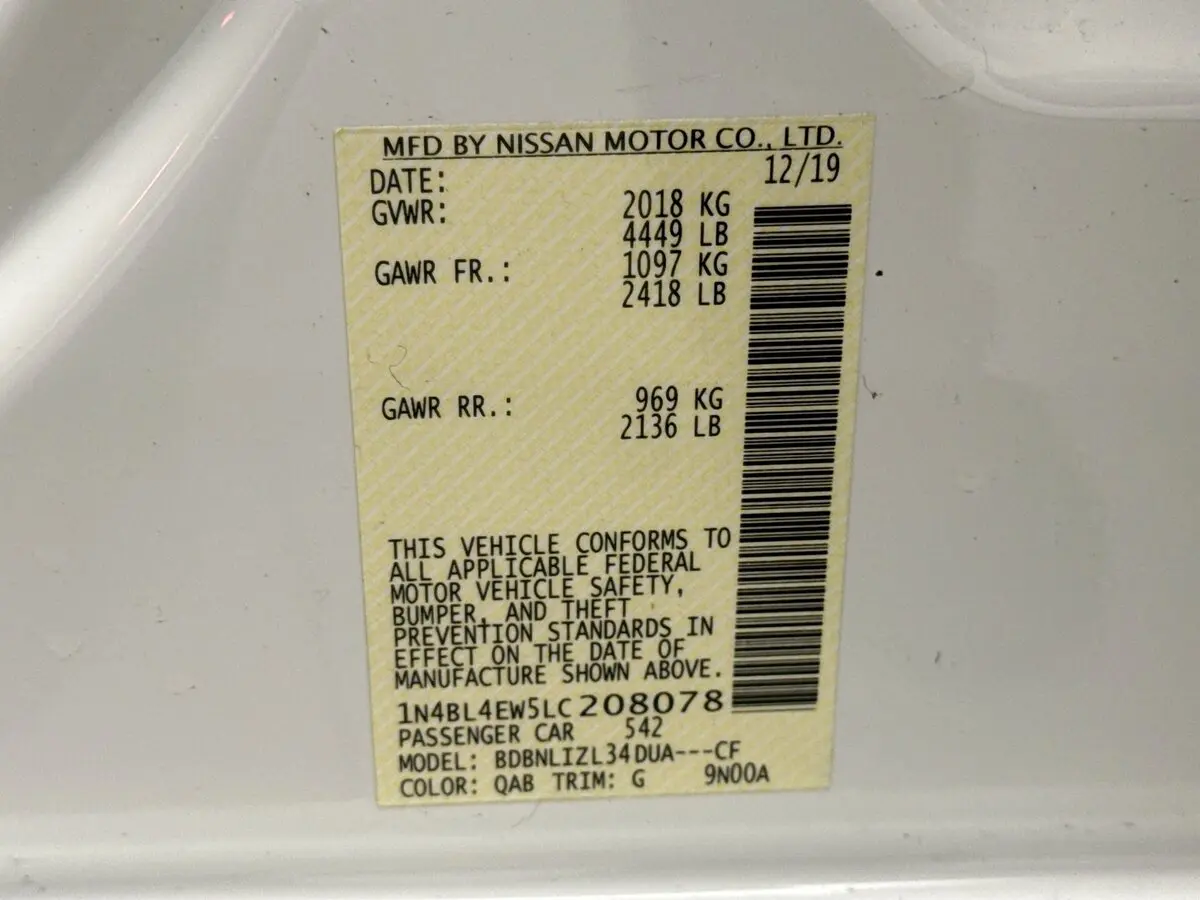 MFD BY NISSAN MOTOR CO., LTD.
DATE: 12/19
GVWR: 2018 KG
4449 LB
GAWR FR.: 1097 KG
2418 LB
GAWR RR.: 969 KG
2136 LB
THIS VEHICLE CONFORMS TO
ALL APPLICABLE FEDERAL
MOTOR VEHICLE SAFETY,
BUMPER, AND THEFT
PREVENTION STANDARDS IN
EFFECT ON THE DATE OF
MANUFACTURE SHOWN ABOVE.
1N4BL4EW5LC208078
PASSENGER CAR 542
MODEL: BDBNLIZL34DUA---CF
COLOR: QAB TRIM: G 9N00A